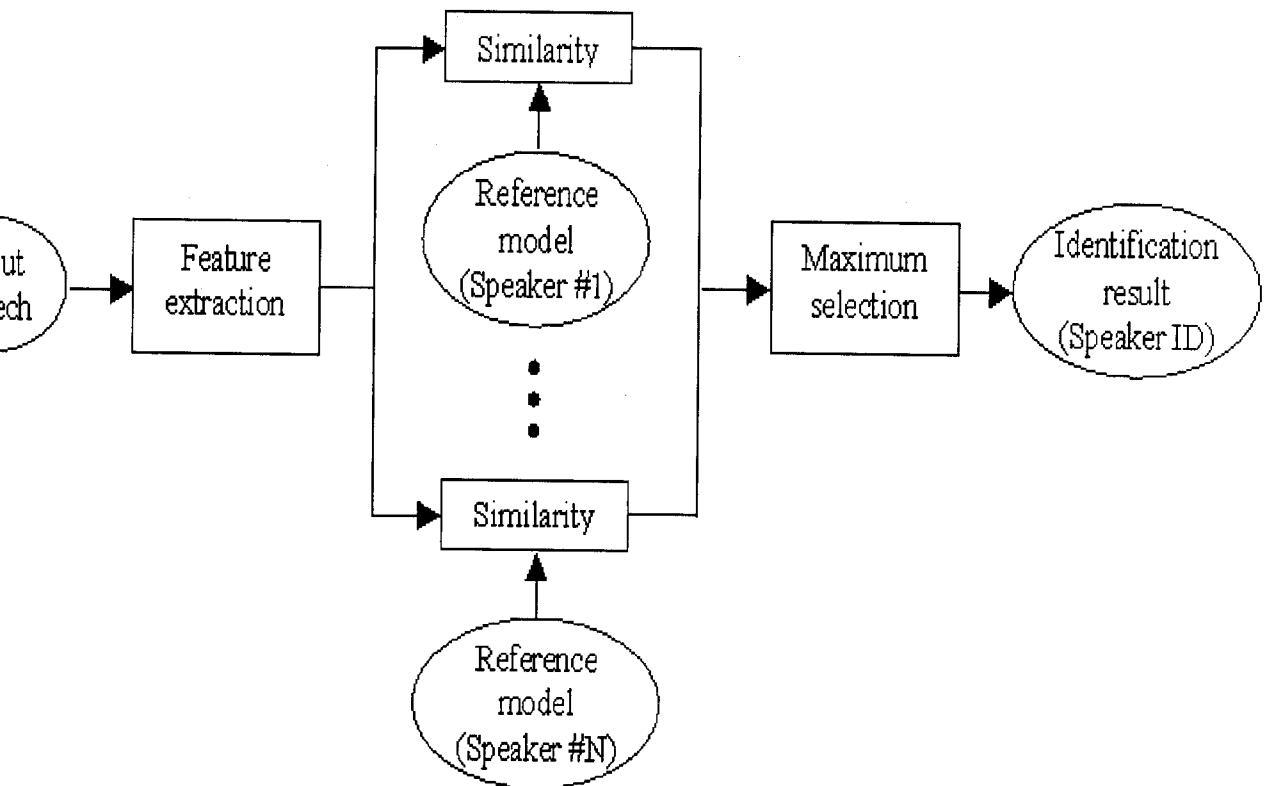 Similarity
Reference
model
(Speaker #1)
ut
ech
Feature
extraction
Maximum
selection
Identification
result
(Speaker ID)
Similarity
Reference
model
(Speaker #N)